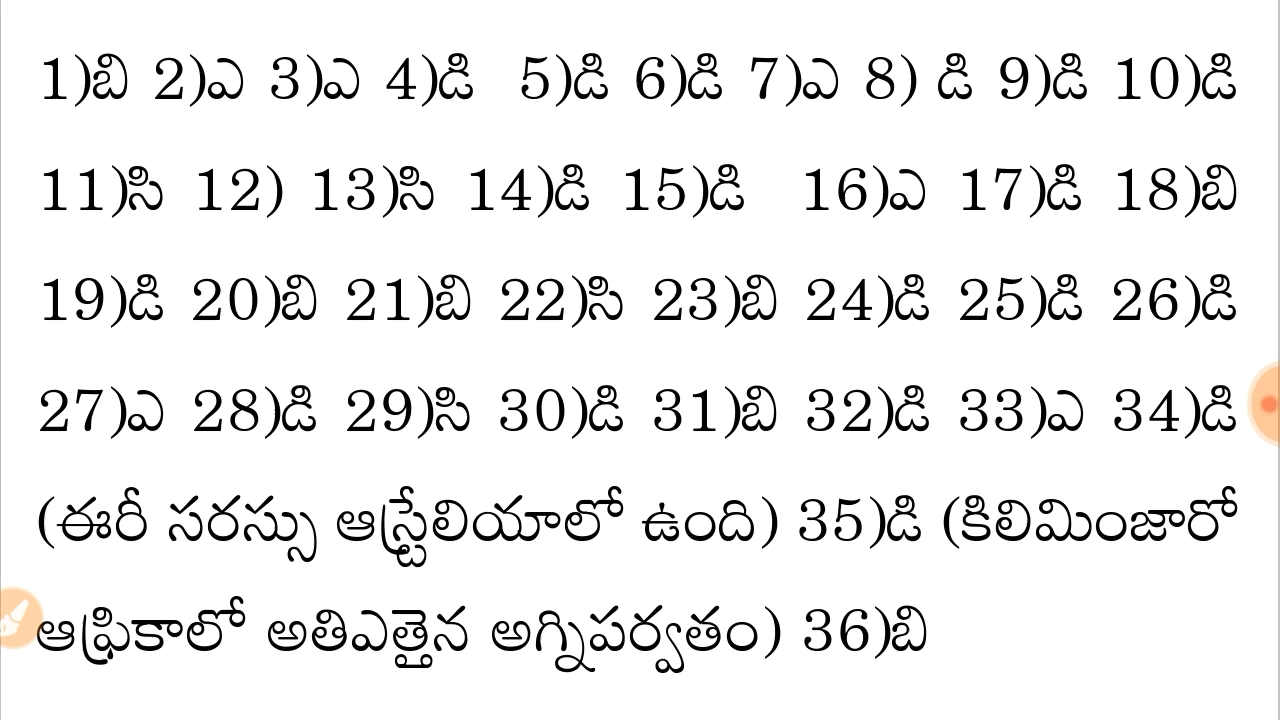 1)బి 2)ఎ 3)ఎ 4)డి 5)డి 6)డి 7)ఎ 8) డి 9)డి 10)డి
11)సి 12) 13)సి 14)డి 15)డి 16)ఎ 17)డి 18)బి
19)డి 20)బి 21)బి 22)సి 23)బి 24)డి 25)డి 26)డి
27)ఎ 28)డి 29)సి 30)డి 31)బి 32)డి 33)ఎ 34)డి
(ఈరీ సరస్సు ఆస్ట్రేలియాలో ఉంది) 35)డి (కిలిమింజారో
ఆఫ్రికాలో అతిఎత్తైన అగ్నిపర్వతం) 36)బి